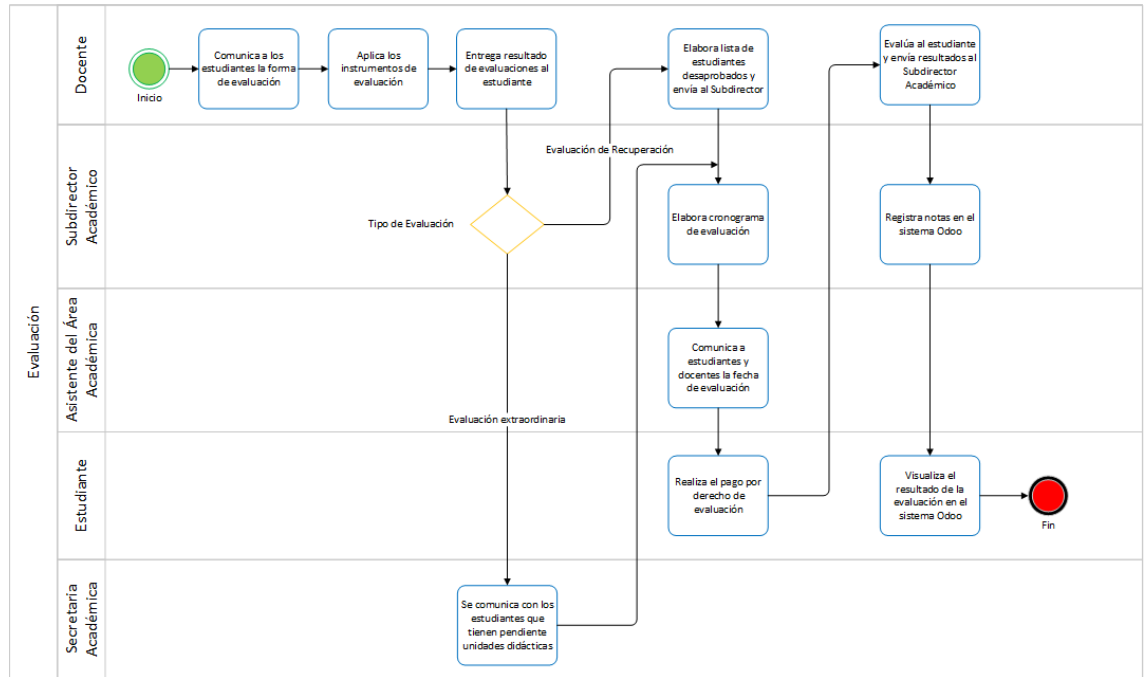 Evaluación
Docente
Inicio
Comunica a los
estudiantes la forma
de evaluación
Aplica los
instrumentos de
evaluación
Entrega resultado
de evaluaciones al
estudiante
Elabora lista de
estudiantes
desaprobados y
envía al Subdirector
Evalúa al estudiante
y envía resultados al
Subdirector
Académico
Subdirector
Académico
Evaluación de Recuperación
Tipo de Evaluación
Elabora cronograma
de evaluación
Registra notas en el
sistema Odoo
Asistente del Área
Académica
Comunica a
estudiantes y
docentes la fecha
de evaluación
Evaluación extraordinaria
Estudiante
Realiza el pago por
derecho de
evaluación
Visualiza el
resultado de la
evaluación en el
sistema Odoo
Fin
Secretaria
Académica
Se comunica con los
estudiantes que
tienen pendiente
unidades didácticas